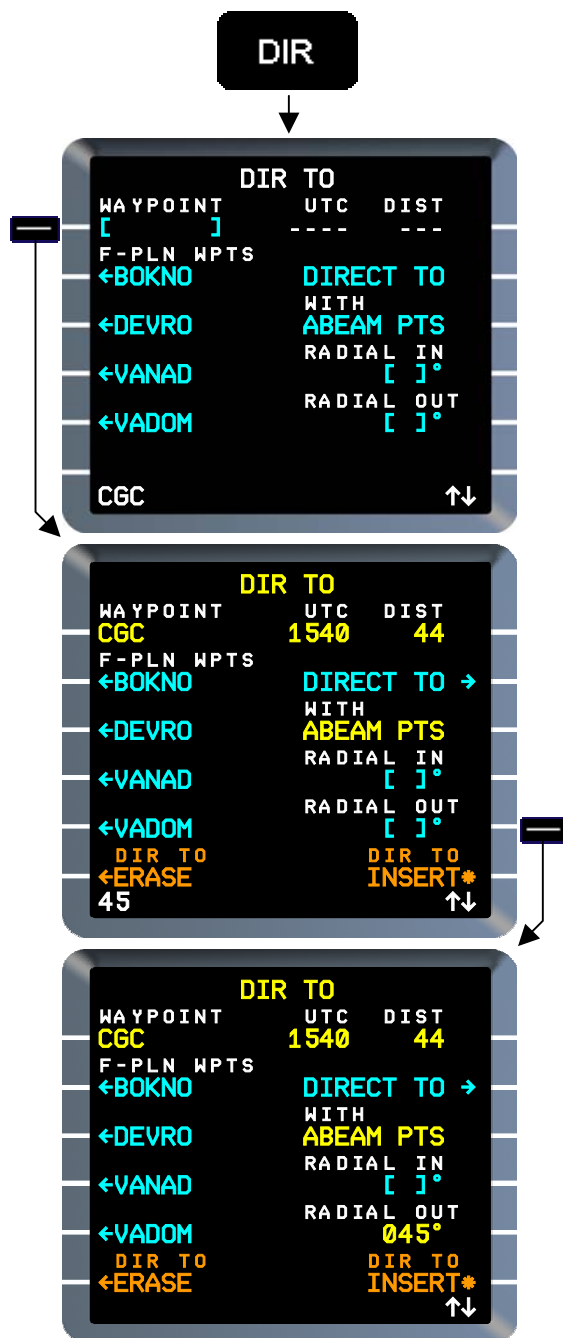 DIR
DIR TO
WAYPOINT UTC DIST
[ ] ---- ---
F-PLN WPTS
←BOKNO DIRECT TO
WITH
←DEVRO ABEAM PTS
RADIAL IN
←VANAD [ ]°
RADIAL OUT
←VADOM [ ]°
CGC ↑↓
DIR TO
WAYPOINT UTC DIST
CGC 1540 44
F-PLN WPTS
←BOKNO DIRECT TO →
WITH
←DEVRO ABEAM PTS
RADIAL IN
←VANAD [ ]°
RADIAL OUT
←VADOM [ ]°
DIR TO DIR TO
←ERASE INSERT*
45 ↑↓
DIR TO
WAYPOINT UTC DIST
CGC 1540 44
F-PLN WPTS
←BOKNO DIRECT TO →
WITH
←DEVRO ABEAM PTS
RADIAL IN
←VANAD [ ]°
RADIAL OUT
←VADOM 045°
DIR TO DIR TO
←ERASE INSERT*
↑↓